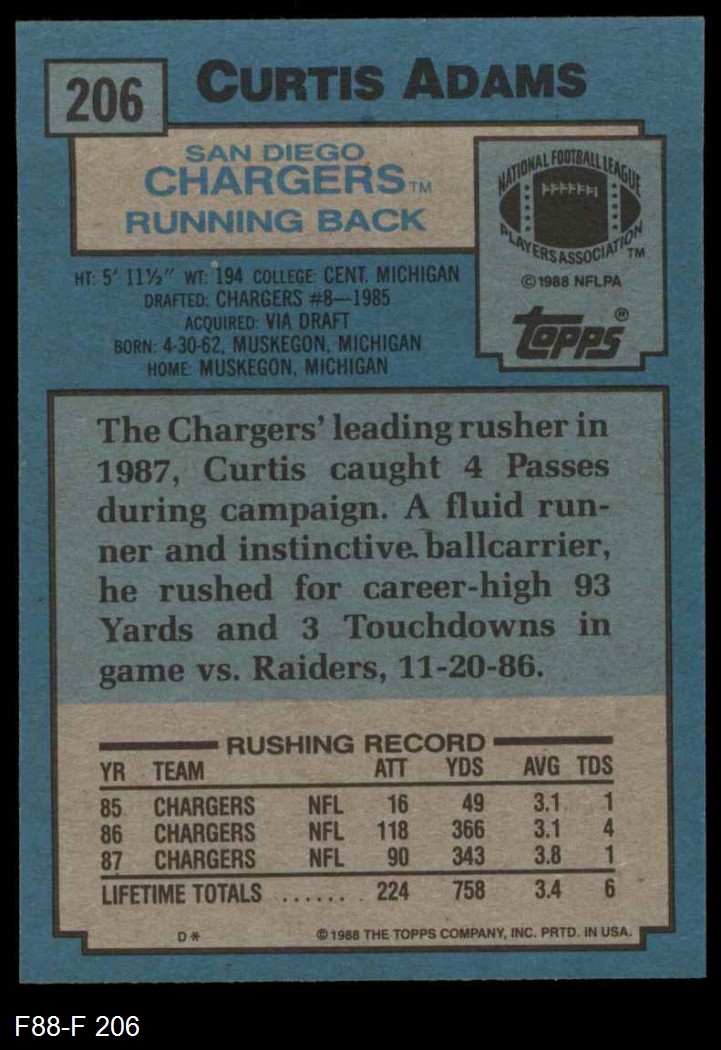 206
CURTIS ADAMS
SAN DIEGO
CHARGERS TM
RUNNING BACK
NATIONAL FOOTBALL LEAGUE
PLAYERS ASSOCIATION TM
© 1988 NFLPA
Topps®
HT: 5' 11½" WT: 194 COLLEGE: CENT. MICHIGAN
DRAFTED: CHARGERS #8—1985
ACQUIRED: VIA DRAFT
BORN: 4-30-62, MUSKEGON, MICHIGAN
HOME: MUSKEGON, MICHIGAN
The Chargers' leading rusher in
1987, Curtis caught 4 Passes
during campaign. A fluid run-
ner and instinctive ballcarrier,
he rushed for career-high 93
Yards and 3 Touchdowns in
game vs. Raiders, 11-20-86.
RUSHING RECORD
YR TEAM ATT YDS AVG TDS
85 CHARGERS NFL 16 49 3.1 1
86 CHARGERS NFL 118 366 3.1 4
87 CHARGERS NFL 90 343 3.8 1
LIFETIME TOTALS ....... 224 758 3.4 6
D* © 1988 THE TOPPS COMPANY, INC. PRTD. IN USA.
F88-F 206